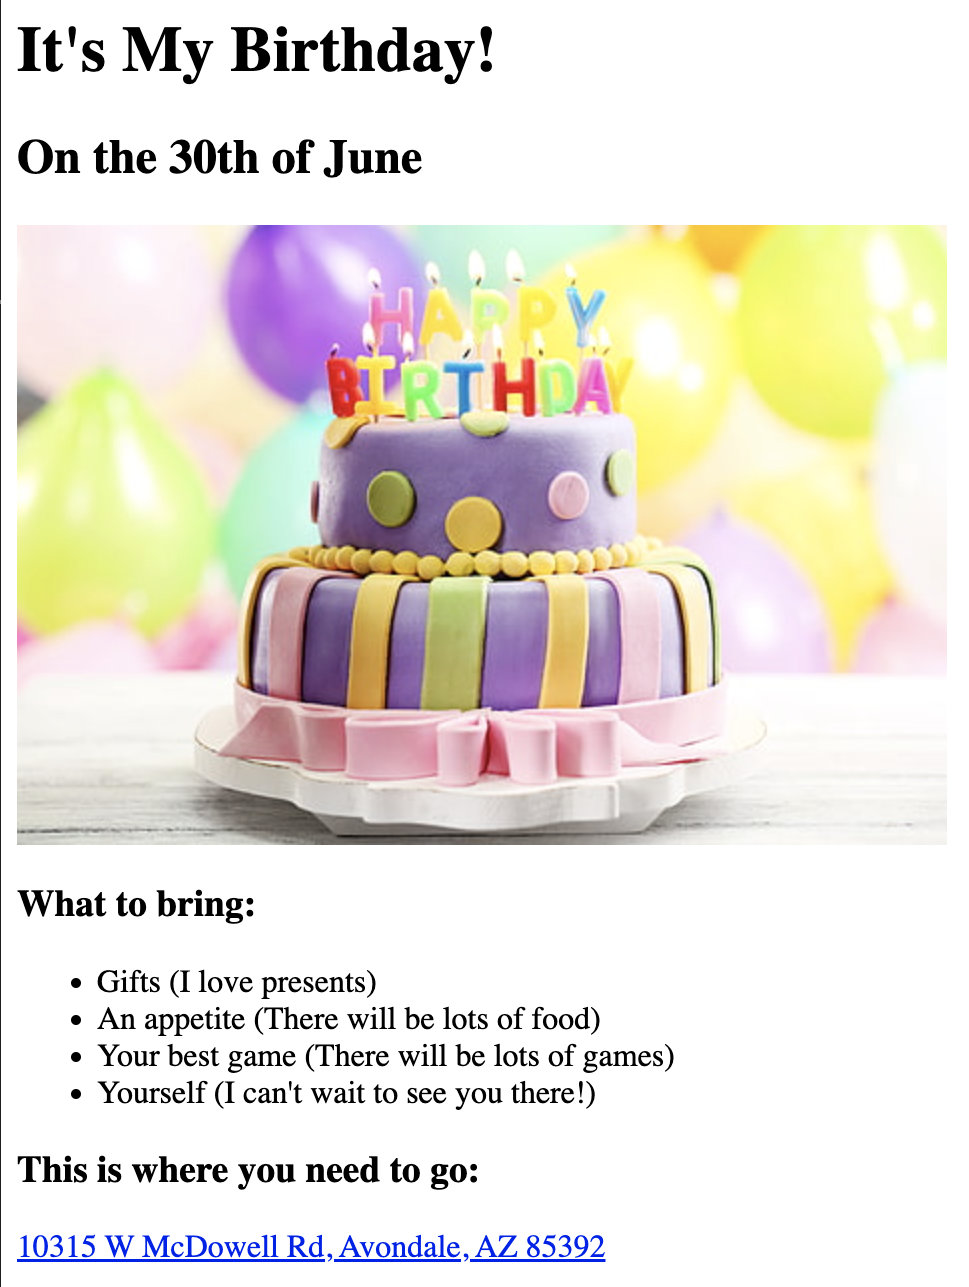 It's My Birthday!
On the 30th of June
HAPPY
BIRTHDAY
What to bring:
Gifts (I love presents)
An appetite (There will be lots of food)
Your best game (There will be lots of games)
Yourself (I can't wait to see you there!)
This is where you need to go:
10315 W McDowell Rd, Avondale, AZ 85392